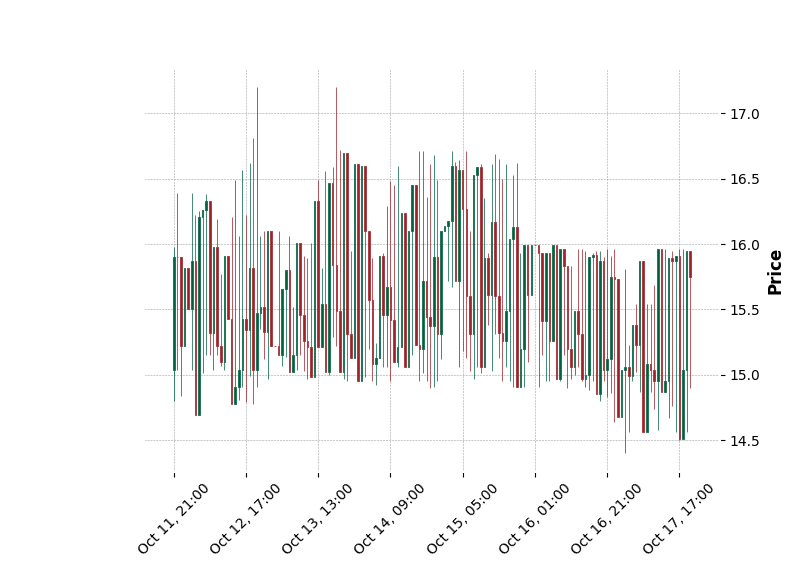 17.0
16.5
16.0
15.5
15.0
14.5
Price
Oct 11, 21:00
Oct 12, 17:00
Oct 13, 13:00
Oct 14, 09:00
Oct 15, 05:00
Oct 16, 01:00
Oct 16, 21:00
Oct 17, 17:00